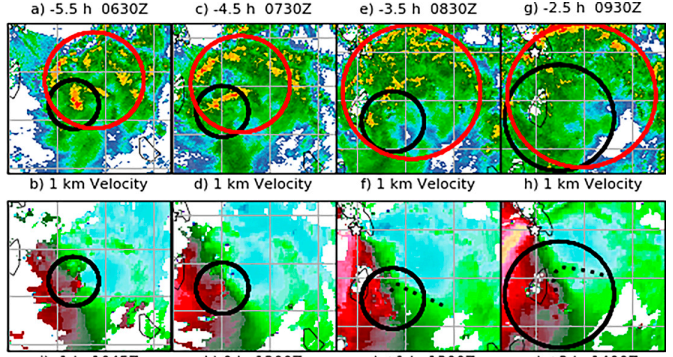 a) -5.5 h 0630Z
c) -4.5 h 0730Z
e) -3.5 h 0830Z
g) -2.5 h 0930Z
b) 1 km Velocity
d) 1 km Velocity
f) 1 km Velocity
h) 1 km Velocity